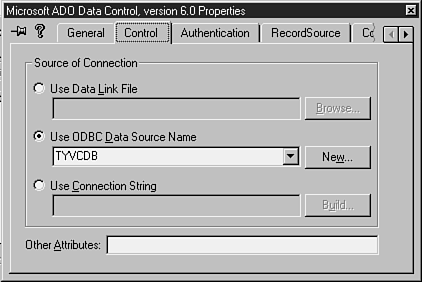 Microsoft ADO Data Control, version 6.0 Properties
General Control Authentication RecordSource
Source of Connection
Use Data Link File
Browse...
Use ODBC Data Source Name
TYVCDB
New...
Use Connection String
Build...
Other Attributes: